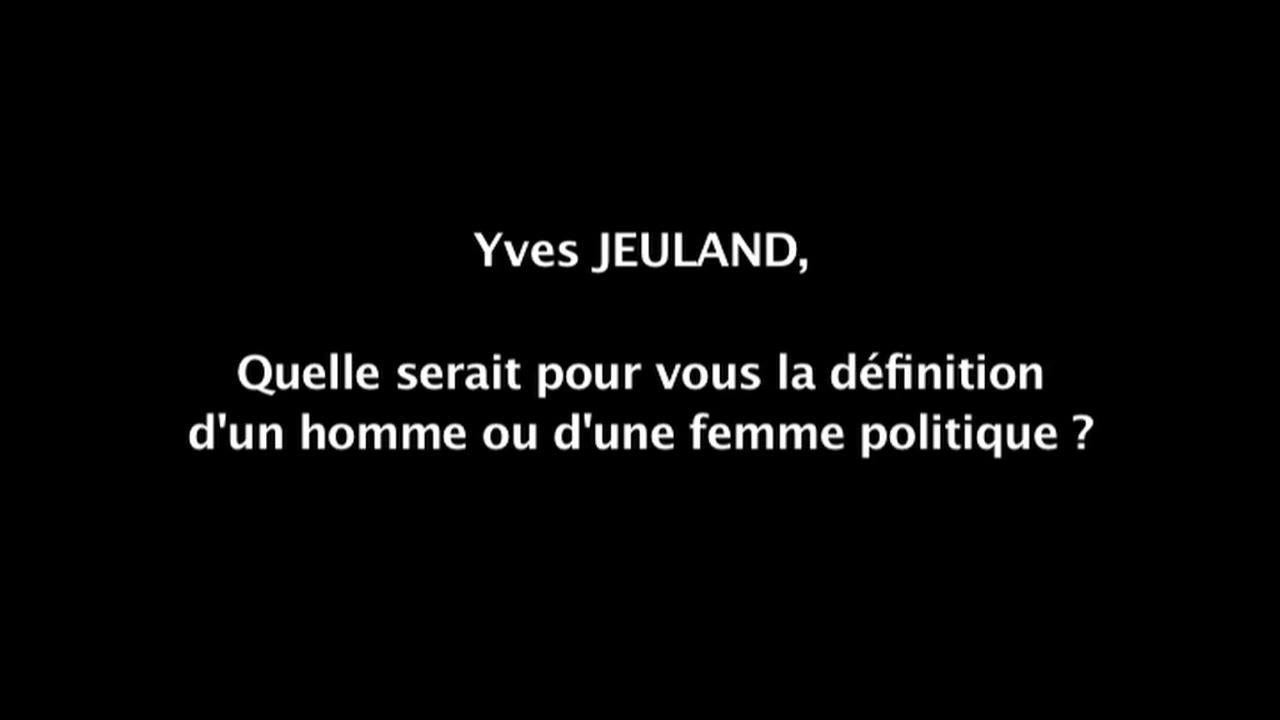 Yves JEULAND,
Quelle serait pour vous la définition
d'un homme ou d'une femme politique ?